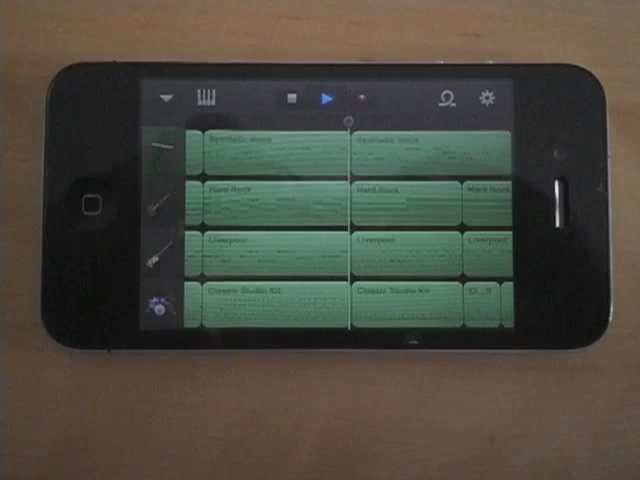 Synthetic Voice Synthetic Voice
Hard Rock Hard Rock Hard Rock
Liverpool Liverpool Liverpool
Classic Studio Kit Classic Studio Kit